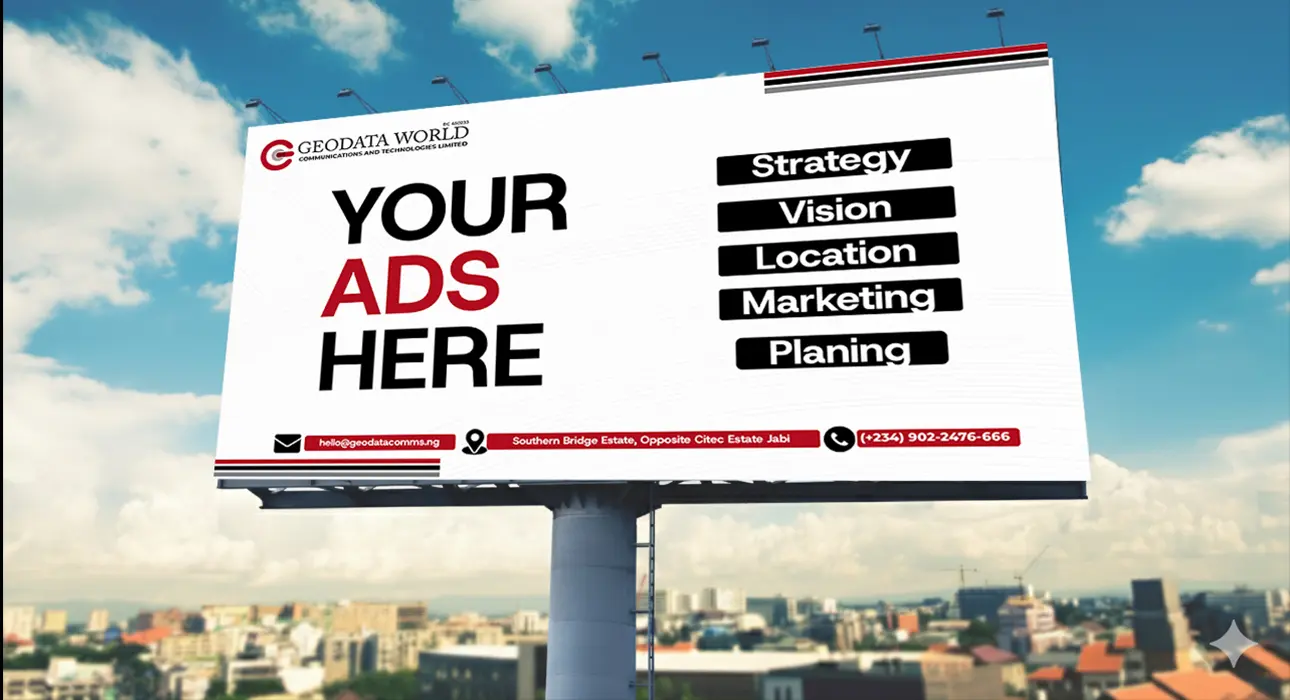 GEODATA WORLD
COMMUNICATIONS AND TECHNOLOGIES LIMITED
YOUR
ADS
HERE
Strategy
Vision
Location
Marketing
Planing
hello@geodatacomms.ng
Southern Bridge Estate, Opposite Citec Estate Jabi
(+234) 902-2476-666